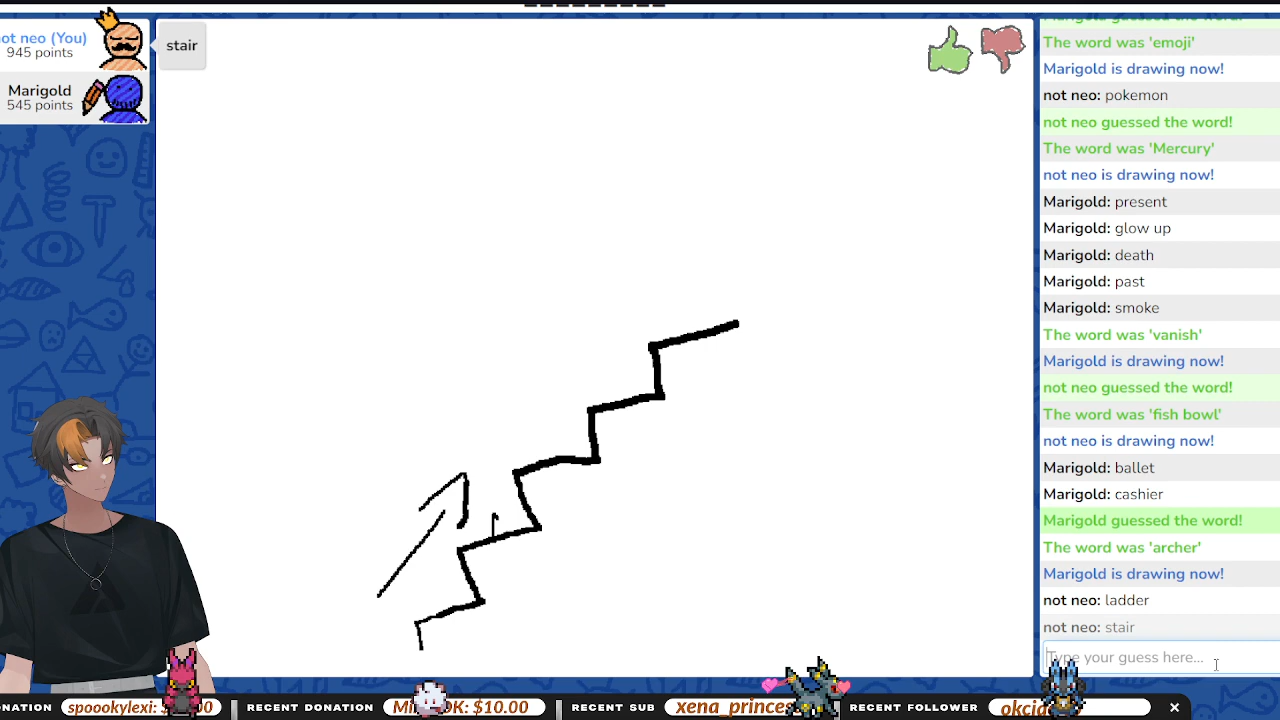 not neo (You)
945 points
stair
Marigold
545 points
Marigold guessed the word!
The word was 'emoji'
Marigold is drawing now!
not neo: pokemon
not neo guessed the word!
The word was 'Mercury'
not neo is drawing now!
Marigold: present
Marigold: glow up
Marigold: death
Marigold: past
Marigold: smoke
The word was 'vanish'
Marigold is drawing now!
not neo guessed the word!
The word was 'fish bowl'
not neo is drawing now!
Marigold: ballet
Marigold: cashier
Marigold guessed the word!
The word was 'archer'
Marigold is drawing now!
not neo: ladder
not neo: stair
Type your guess here...
NATION spoookylexi: RECENT DONATION $10.00 RECENT SUB xena_princes RECENT FOLLOWER